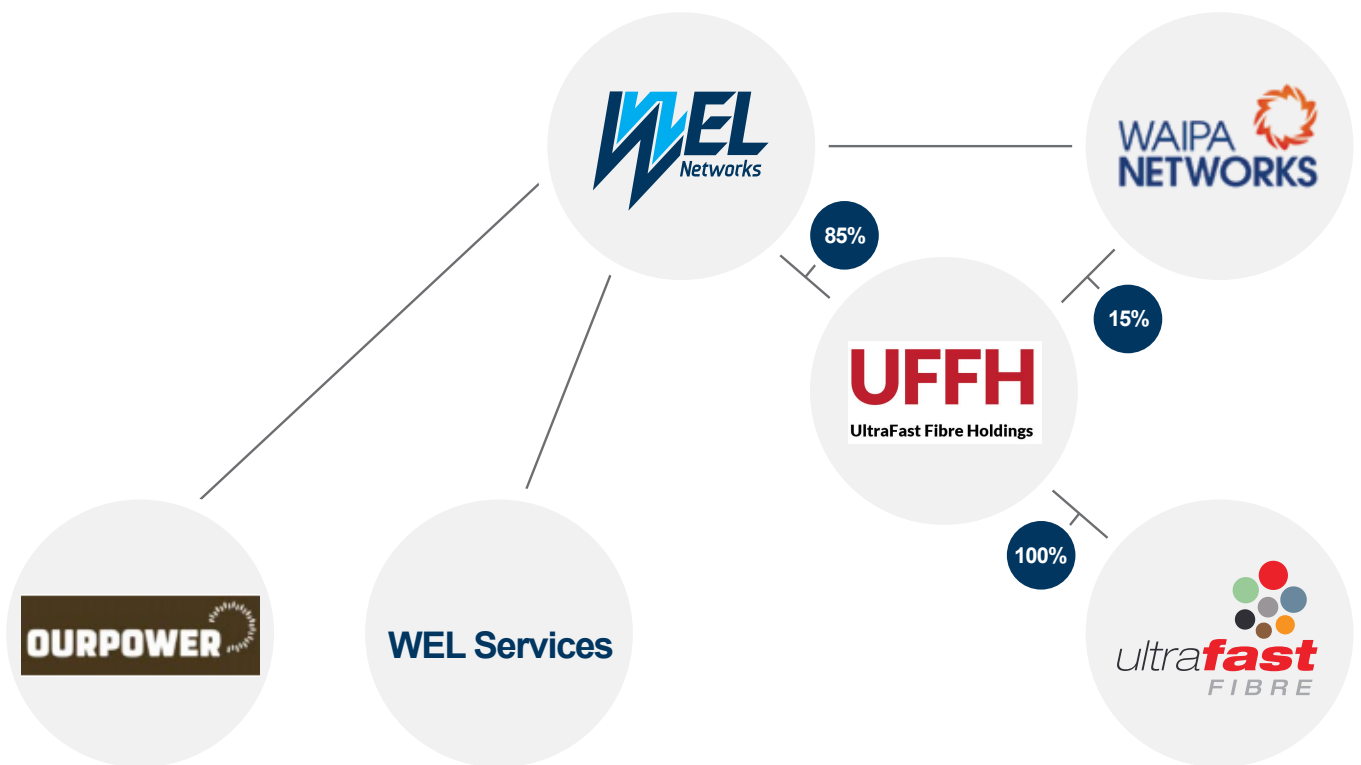 WEL
Networks
WAIPA
NETWORKS
85%
15%
UFFH
UltraFast Fibre Holdings
100%
OURPOWER
WEL Services
ultrafast
FIBRE